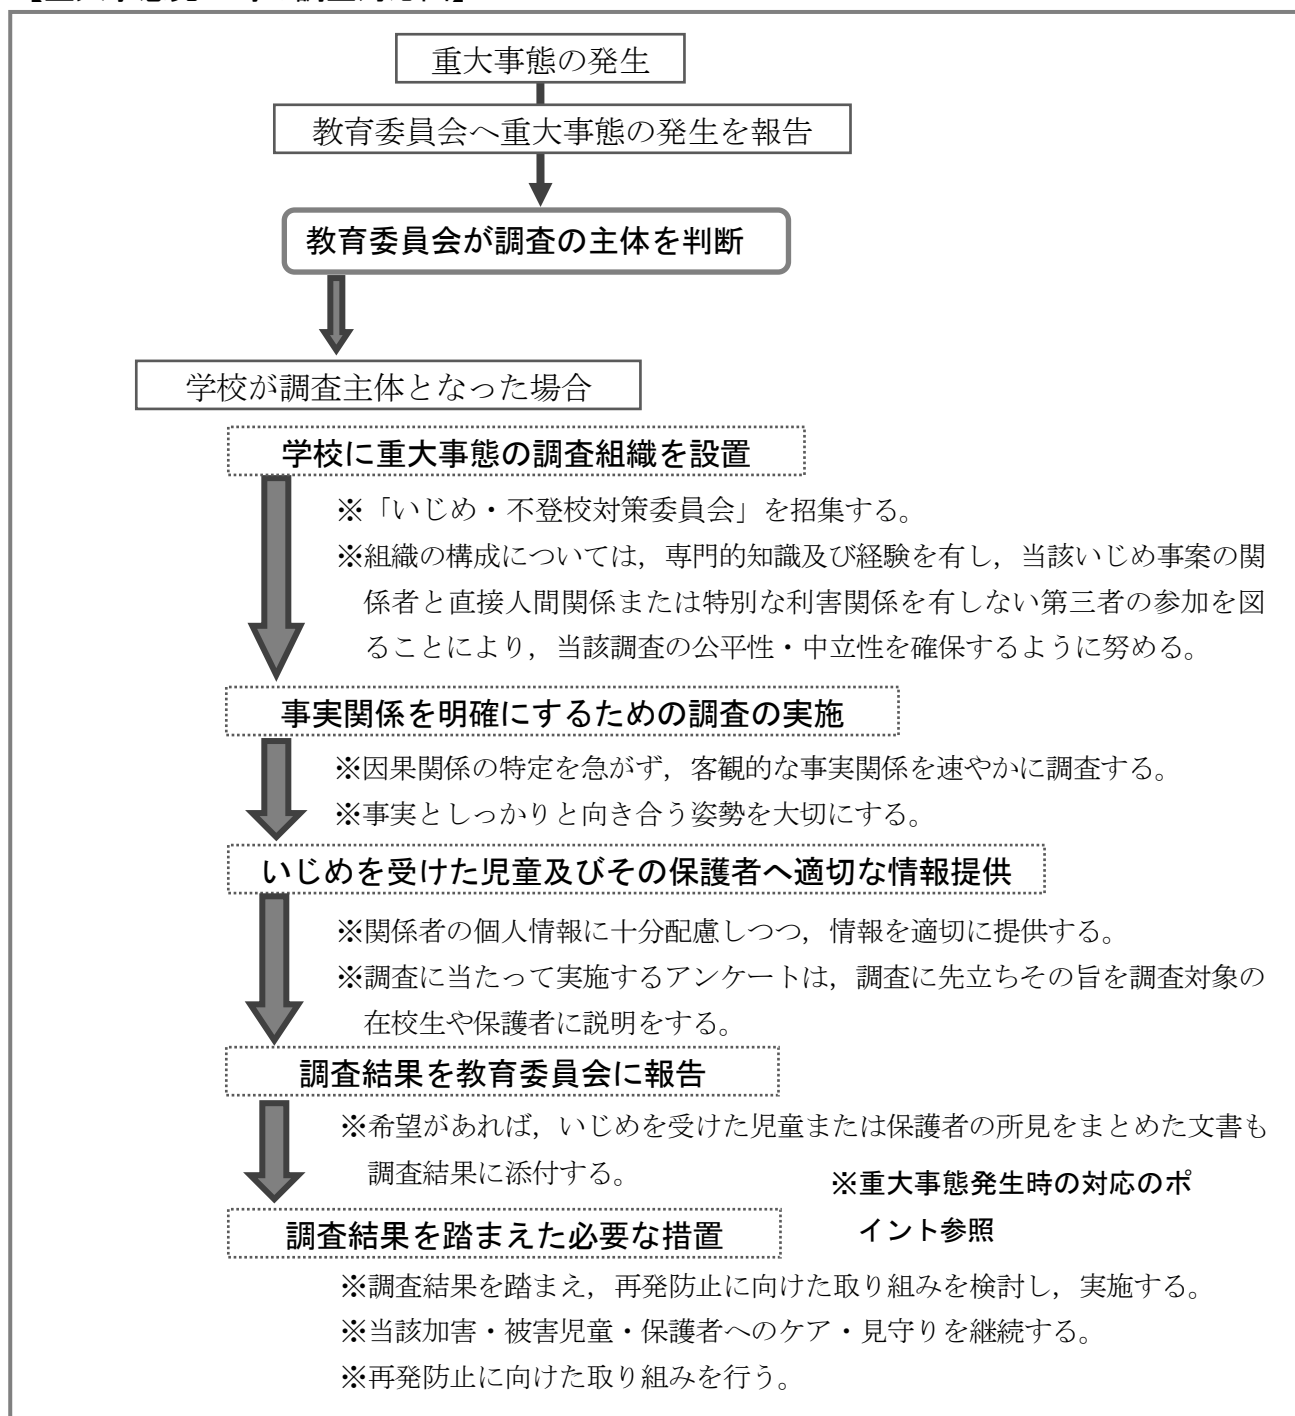 重大事態の発生
教育委員会へ重大事態の発生を報告
教育委員会が調査の主体を判断
学校が調査主体となった場合
学校に重大事態の調査組織を設置
※「いじめ・不登校対策委員会」を招集する。
※組織の構成については，専門的知識及び経験を有し，当該いじめ事案の関
係者と直接人間関係または特別な利害関係を有しない第三者の参加を図
ることにより，当該調査の公平性・中立性を確保するように努める。
事実関係を明確にするための調査の実施
※因果関係の特定を急がず，客観的な事実関係を速やかに調査する。
※事実としっかりと向き合う姿勢を大切にする。
いじめを受けた児童及びその保護者へ適切な情報提供
※関係者の個人情報に十分配慮しつつ，情報を適切に提供する。
※調査に当たって実施するアンケートは，調査に先立ちその旨を調査対象の
在校生や保護者に説明をする。
調査結果を教育委員会に報告
※希望があれば，いじめを受けた児童または保護者の所見をまとめた文書も
調査結果に添付する。
※重大事態発生時の対応のポ
イント参照
調査結果を踏まえた必要な措置
※調査結果を踏まえ，再発防止に向けた取り組みを検討し，実施する。
※当該加害・被害児童・保護者へのケア・見守りを継続する。
※再発防止に向けた取り組みを行う。